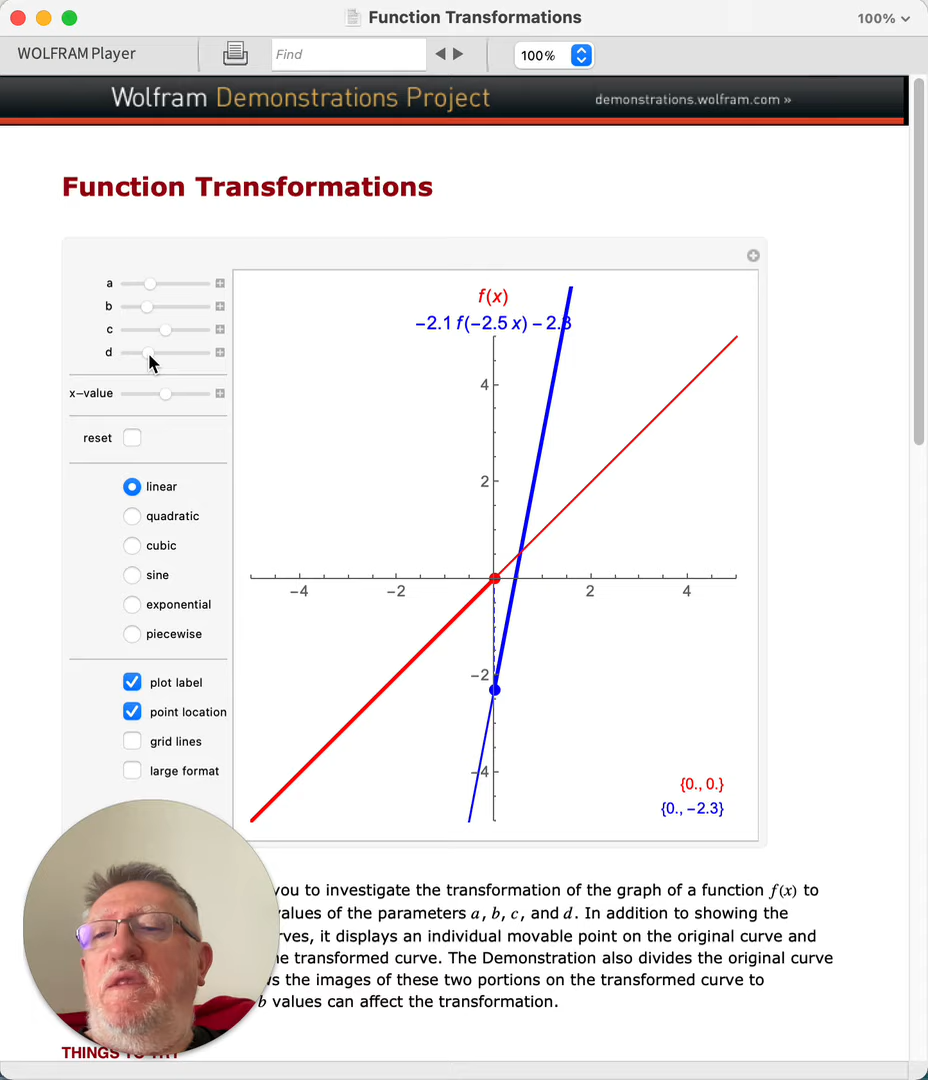 Function Transformations
100%
WOLFRAM Player
Find
100%
Wolfram Demonstrations Project
demonstrations.wolfram.com »
Function Transformations
a
b
c
d
x-value
reset
linear
quadratic
cubic
sine
exponential
piecewise
plot label
point location
grid lines
large format
f(x)
−2.1 f(−2.5 x) − 2.3
4
2
−4
−2
2
4
−2
−4
{0., 0.}
{0., −2.3}
you to investigate the transformation of the graph of a function f(x) to
values of the parameters a, b, c, and d. In addition to showing the
it displays an individual movable point on the original curve and
transformed curve. The Demonstration also divides the original curve
the images of these two portions on the transformed curve to
b values can affect the transformation.
THINGS TO TRY